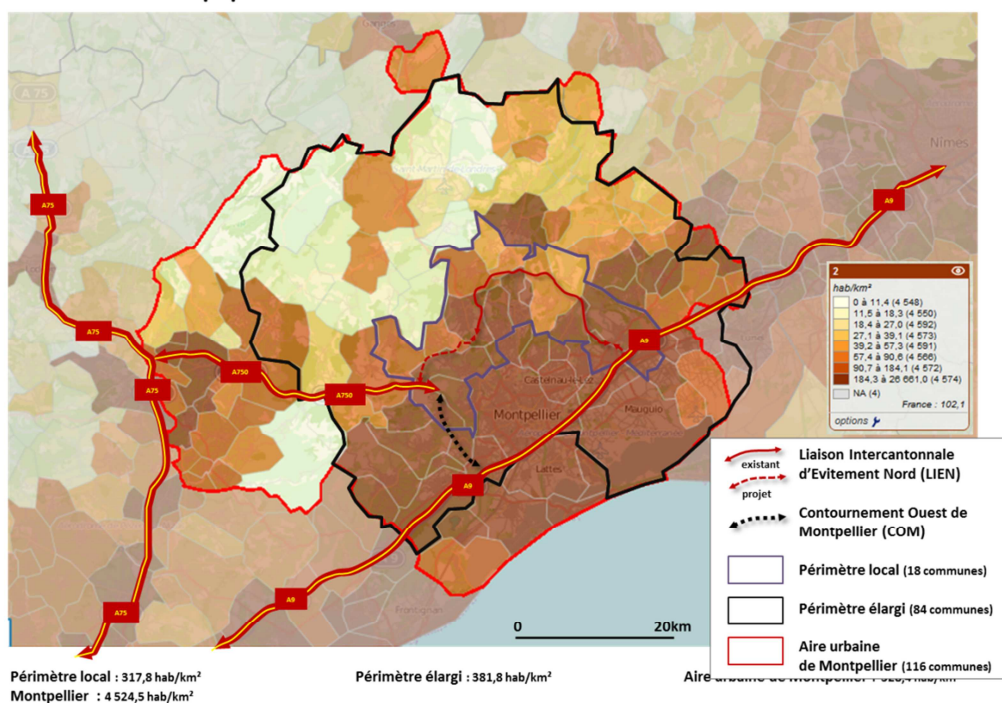 Ganges
A 75
Nîmes
A75
A9
2
hab/km²
0 à 11,4 (4 548)
11,5 à 18,3 (4 550)
18,4 à 27,0 (4 592)
27,1 à 39,1 (4 573)
39,2 à 57,3 (4 591)
57,4 à 90,6 (4 566)
90,7 à 184,1 (4 572)
184,3 à 26 661,0 (4 574)
NA (4)
France : 102,1
options
A75
A9
A750
A75
A750
Castelnau-le-Lez
Montpellier
Mauguio
Lattes
A9
A9
A75
Frontignan
0 20km
existant
projet
Liaison Intercantonnale
d'Evitement Nord (LIEN)
Contournement Ouest de
Montpellier (COM)
Périmètre local (18 communes)
Périmètre élargi (84 communes)
Aire urbaine
de Montpellier (116 communes)
Périmètre local : 317,8 hab/km²
Montpellier : 4 524,5 hab/km²
Périmètre élargi : 381,8 hab/km²